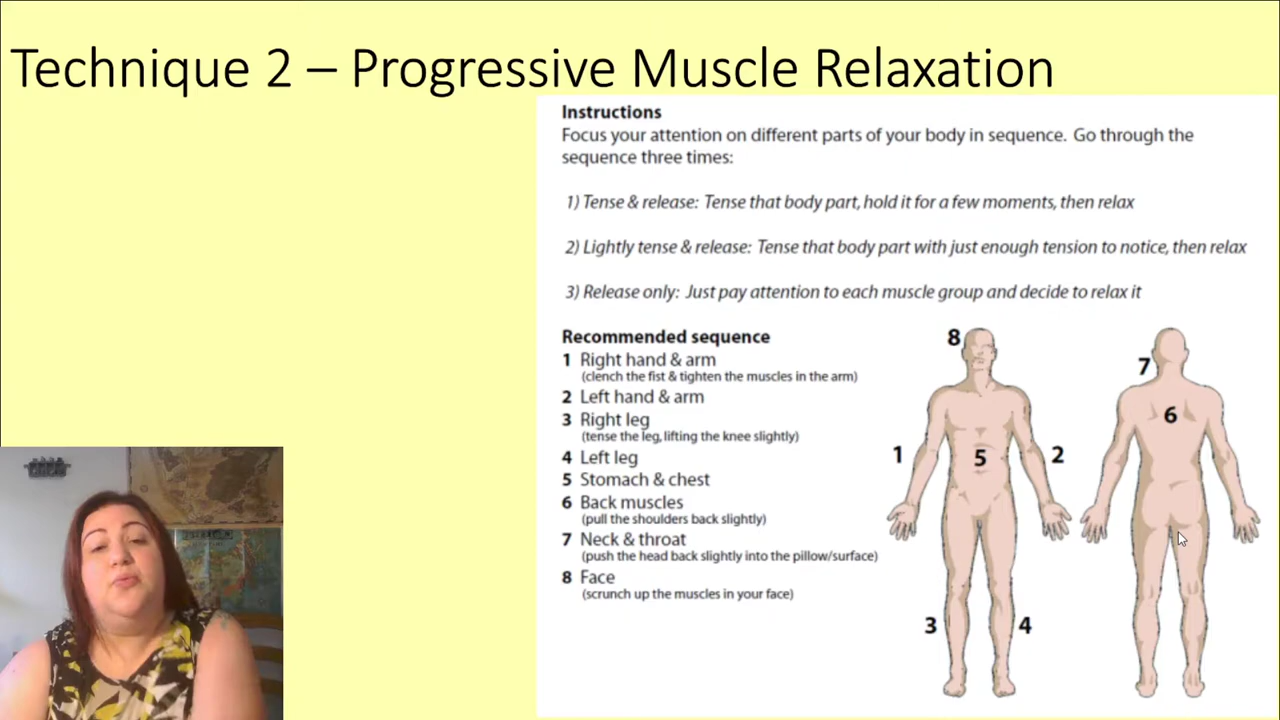 Technique 2 – Progressive Muscle Relaxation
Instructions
Focus your attention on different parts of your body in sequence. Go through the
sequence three times:
1) Tense & release: Tense that body part, hold it for a few moments, then relax
2) Lightly tense & release: Tense that body part with just enough tension to notice, then relax
3) Release only: Just pay attention to each muscle group and decide to relax it
Recommended sequence
1 Right hand & arm
(clench the fist & tighten the muscles in the arm)
2 Left hand & arm
3 Right leg
(tense the leg, lifting the knee slightly)
4 Left leg
5 Stomach & chest
6 Back muscles
(pull the shoulders back slightly)
7 Neck & throat
(push the head back slightly into the pillow/surface)
8 Face
(scrunch up the muscles in your face)
8
7
6
1
5
2
3
4